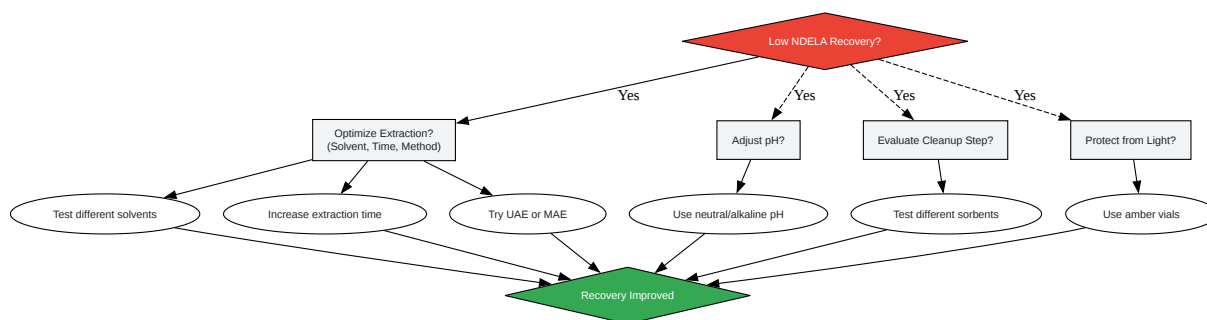 Low NDELA Recovery?
Yes
Yes
Yes
Yes
Optimize Extraction?
(Solvent, Time, Method)
Adjust pH?
Evaluate Cleanup Step?
Protect from Light?
Test different solvents
Increase extraction time
Try UAE or MAE
Use neutral/alkaline pH
Test different sorbents
Use amber vials
Recovery Improved